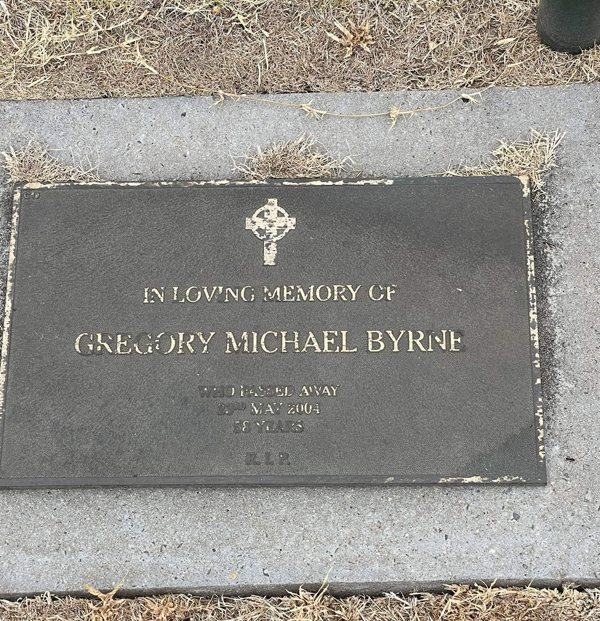 IN LOVING MEMORY OF
GREGORY MICHAEL BYRNE
WHO PASSED AWAY
MAY 2004
YEARS
R. I. P.